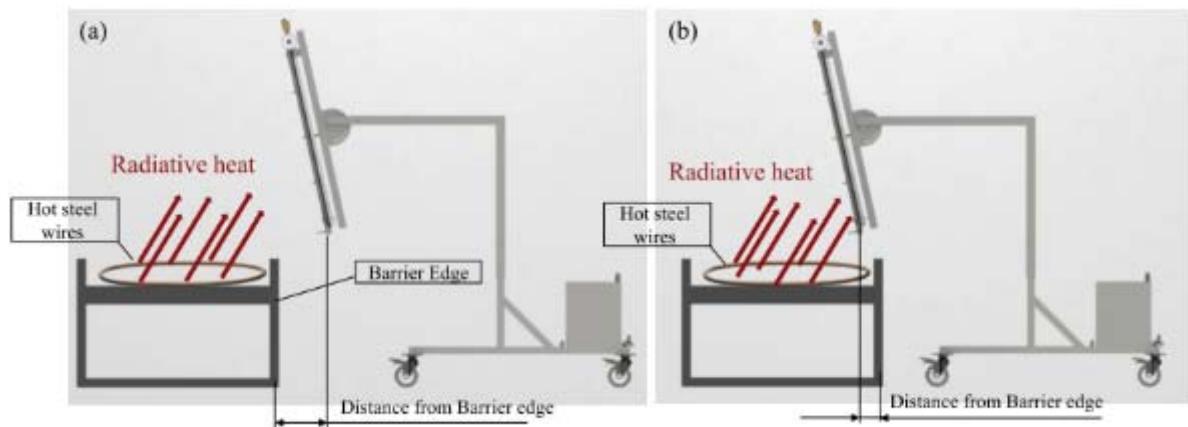 (a)
Radiative heat
Hot steel
wires
Barrier Edge
Distance from Barrier edge
(b)
Radiative heat
Hot steel
wires
Distance from Barrier edge